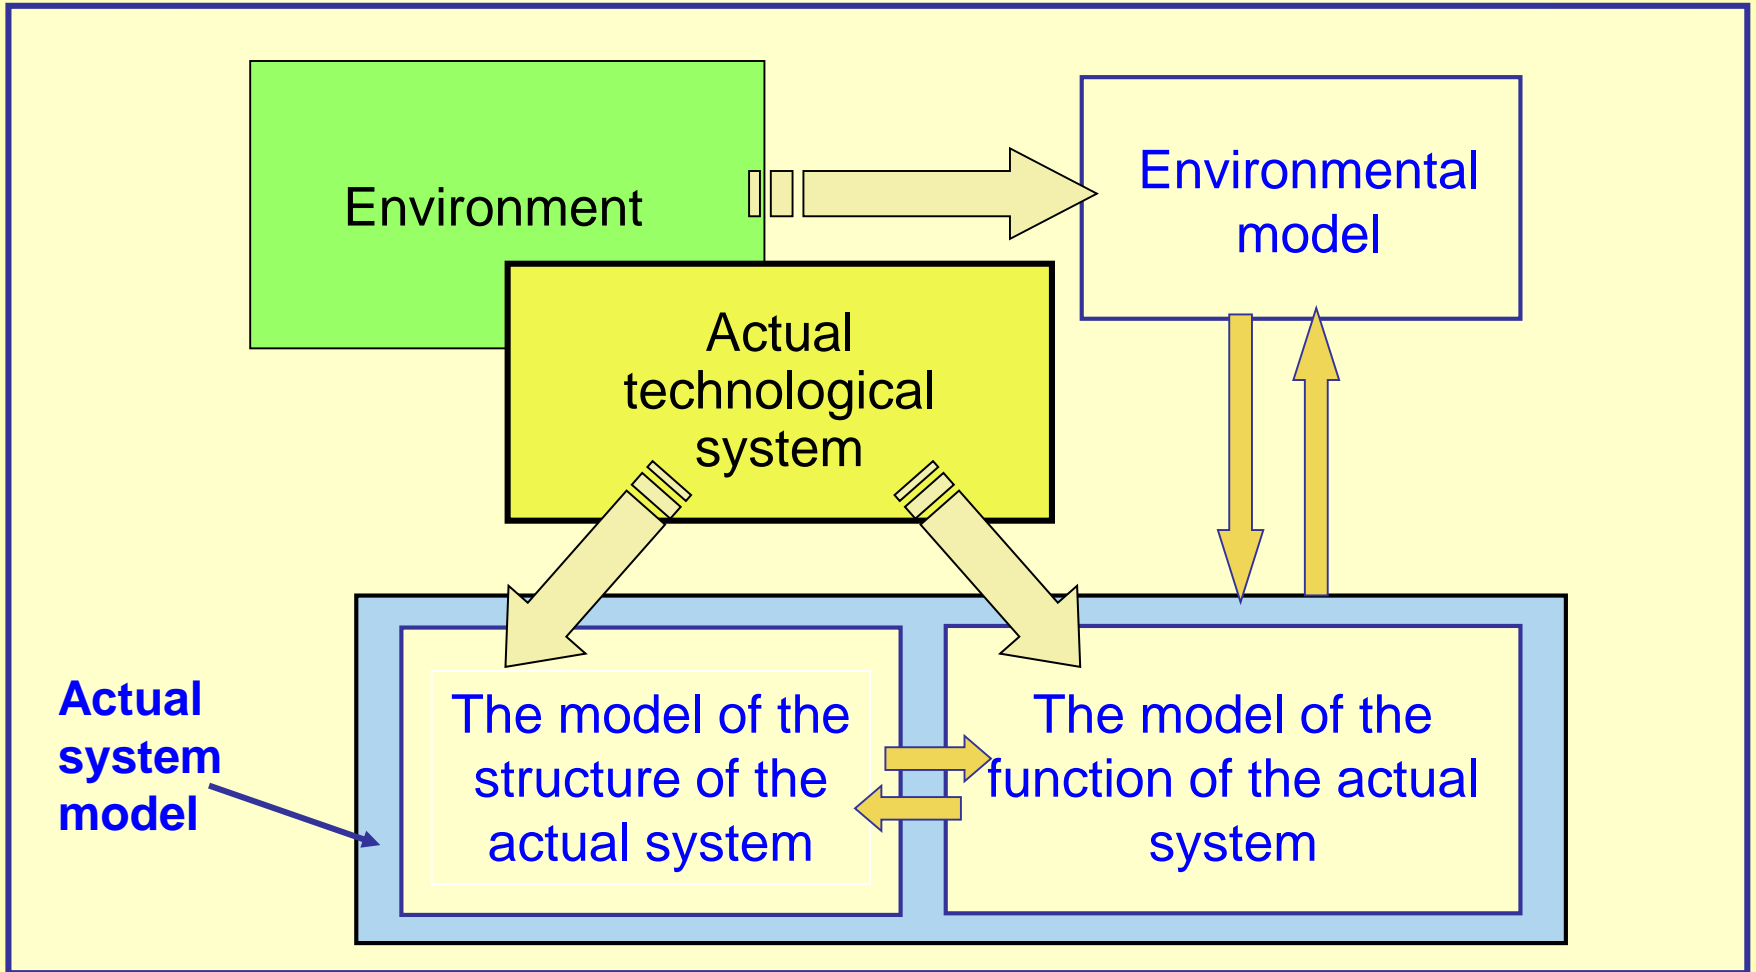 Environment
Environmental
model
Actual
technological
system
Actual
system
model
The model of the
structure of the
actual system
The model of the
function of the actual
system